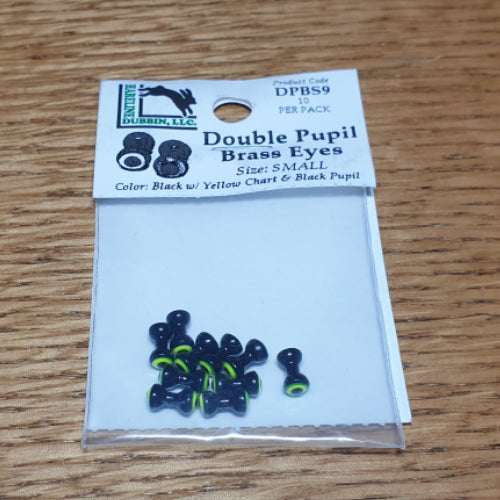 HARELINE
DUBBIN, LLC.
Product Code
DPBS9
10
PER PACK
Double Pupil
Brass Eyes
Size: SMALL
Color: Black w/ Yellow Chart & Black Pupil